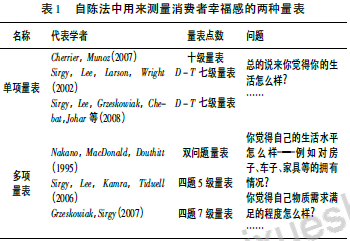 表1 自陈法中用来测量消费者幸福感的两种量表
名称 代表学者 量表点数 问题
单项量表
Cherrier, Munoz(2007) 十级量表
Sirgy, Lee, Larson, Wright (2002) D-T 七级量表
Sirgy, Lee, Grzeskowiak, Chebat, Johar 等(2008) D-T 七级量表
总的说来你觉得你的生活怎么样?
……
多项量表
Nakano, MacDonald, Douthitt (1995) 双问题量表
Sirgy, Lee, Kamra, Tidwell (2006) 四题5级量表
Grzeskowiak, Sirgy(2007) 四题7级量表
你觉得自己的生活水平怎么样——例如对房子、车子、家具等的拥有情况?
你觉得自己物质需求满足的程度怎么样?
……